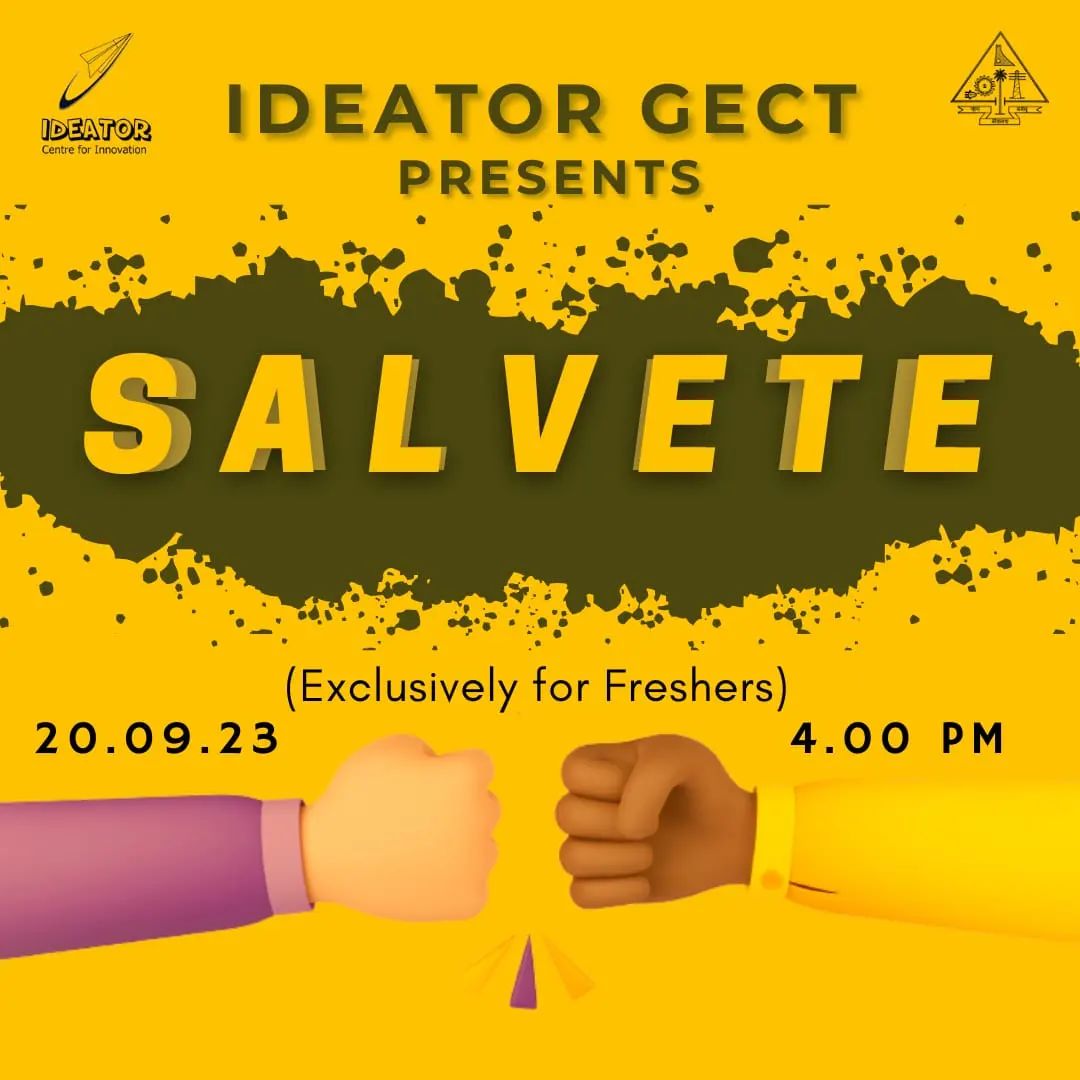 IDEATOR
Centre for Innovation
IDEATOR GECT
PRESENTS
SALVETE
(Exclusively for Freshers)
20.09.23
4.00 PM